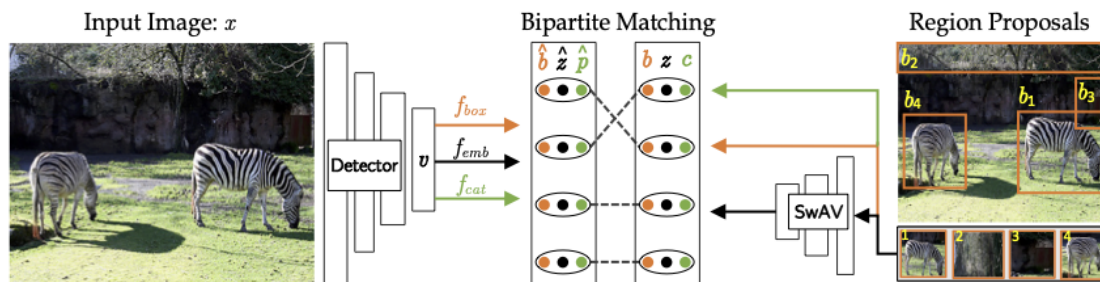 Input Image: x
Bipartite Matching
Region Proposals
b̂ ẑ p̂
b z c
b₂
b₃
b₁
b₄
f_box
f_emb
f_cat
Detector
v
SwAV
1 2 3 4